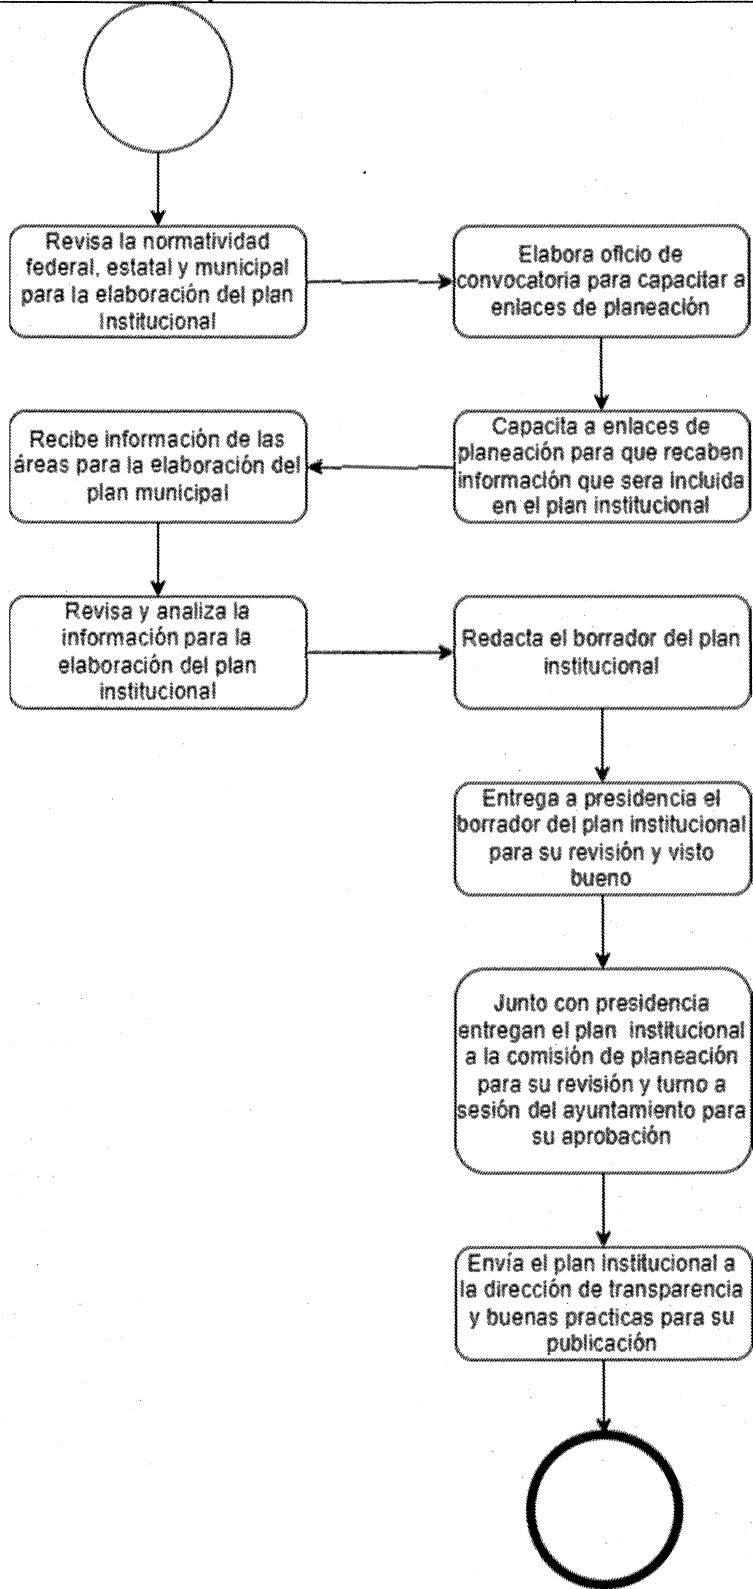 Revisa la normatividad
federal, estatal y municipal
para la elaboración del plan
Institucional
Elabora oficio de
convocatoria para capacitar a
enlaces de planeación
Capacita a enlaces de
planeación para que recaben
información que sera incluida
en el plan institucional
Recibe información de las
áreas para la elaboración del
plan municipal
Revisa y analiza la
información para la
elaboración del plan
institucional
Redacta el borrador del plan
institucional
Entrega a presidencia el
borrador del plan institucional
para su revisión y visto
bueno
Junto con presidencia
entregan el plan institucional
a la comisión de planeación
para su revisión y turno a
sesión del ayuntamiento para
su aprobación
Envía el plan institucional a
la dirección de transparencia
y buenas practicas para su
publicación